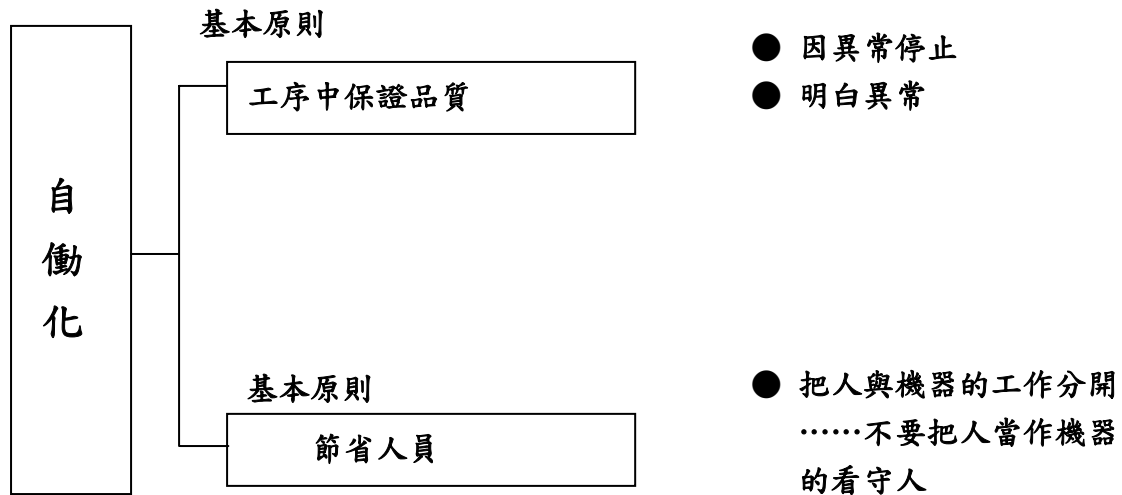 基本原則
工序中保證品質
● 因異常停止
● 明白異常
自
働
化
基本原則
節省人員
● 把人與機器的工作分開
……不要把人當作機器
的看守人